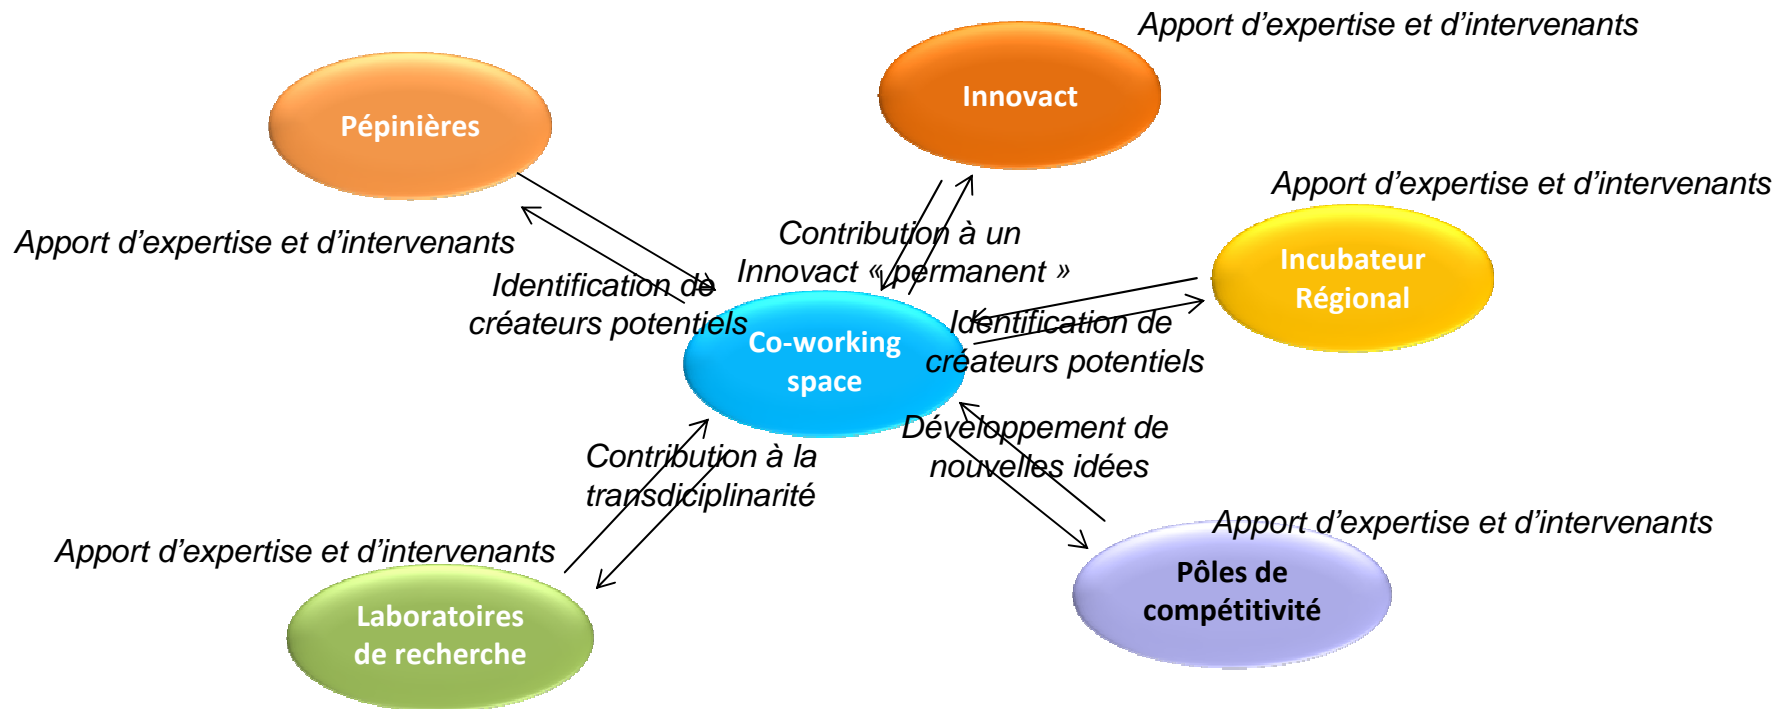 Apport d’expertise et d’intervenants
Innovact
Pépinières
Apport d’expertise et d’intervenants
Apport d’expertise et d’intervenants
Contribution à un
Innovact « permanent »
Incubateur
Régional
Identification de
créateurs potentiels
Identification de
créateurs potentiels
Co-working
space
Développement de
nouvelles idées
Contribution à la
transdiciplinarité
Apport d’expertise et d’intervenants
Apport d’expertise et d’intervenants
Pôles de
compétitivité
Laboratoires
de recherche